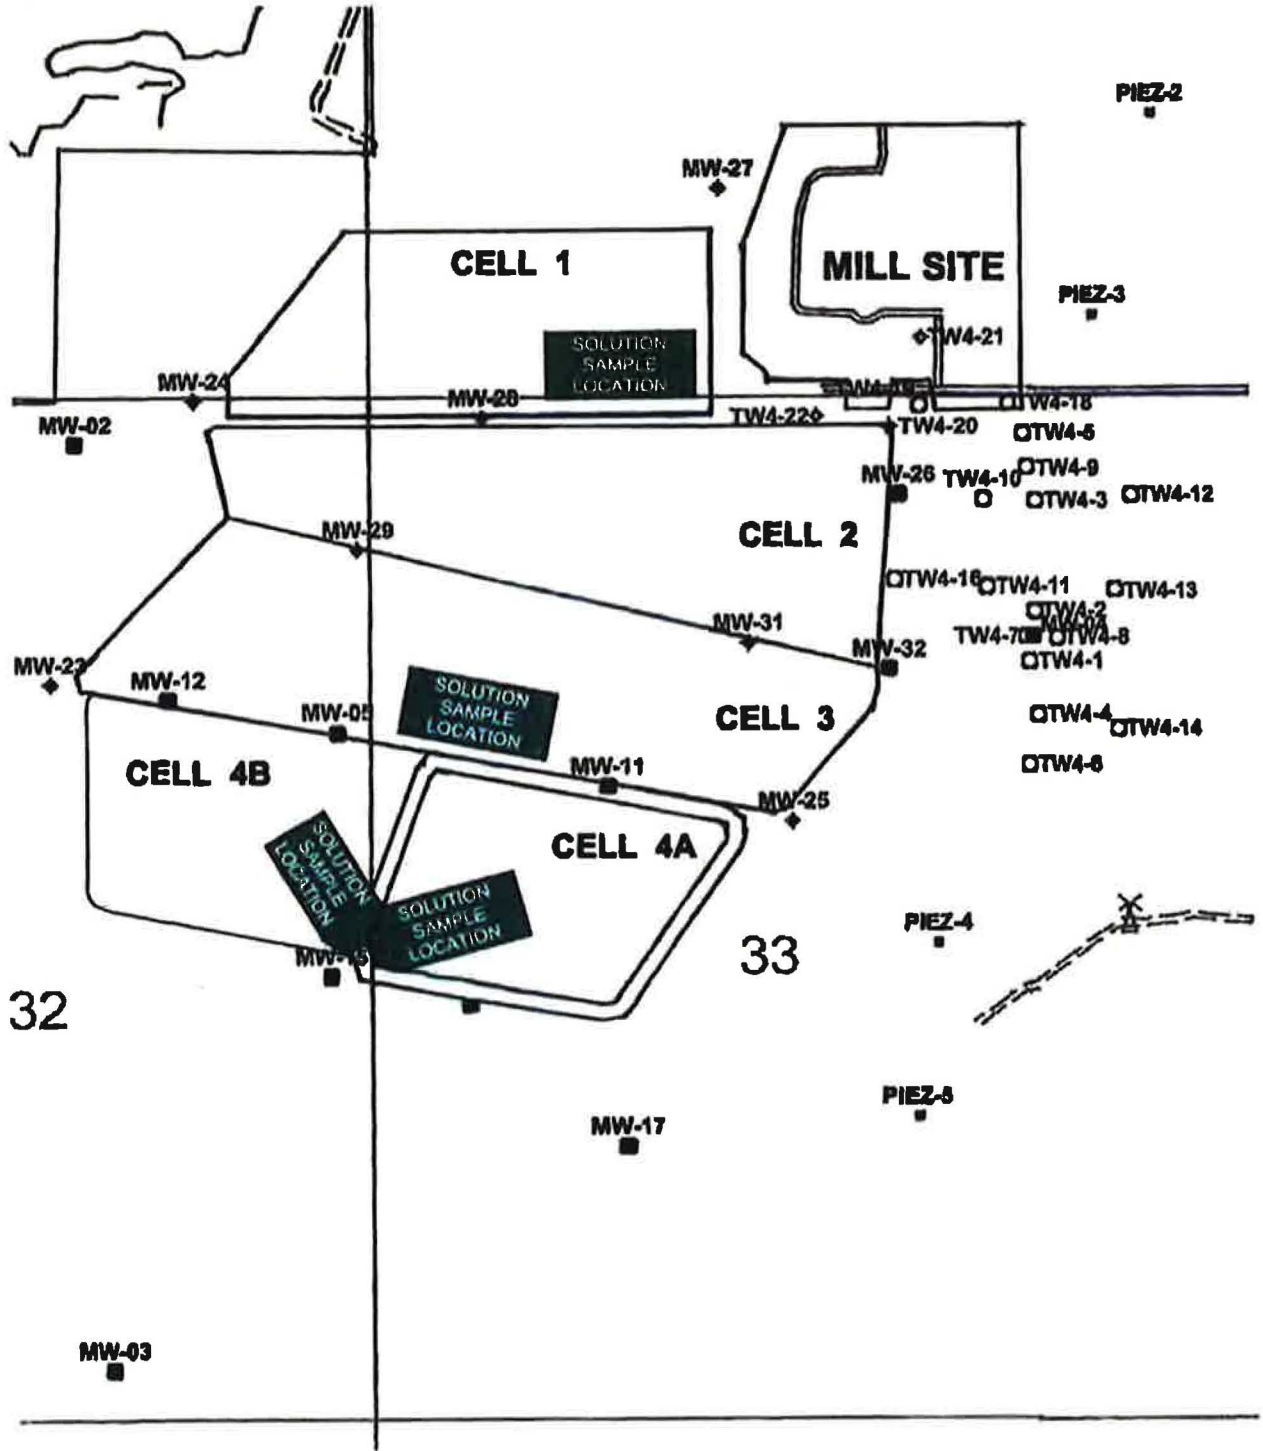 PIEZ-2
MW-27
CELL 1
MILL SITE
PIEZ-3
SOLUTION
SAMPLE
LOCATION
TW4-21
MW-24
MW-28
TW4-19
TW4-18
TW4-22
TW4-20
MW-02
TW4-5
MW-26
TW4-10
TW4-9
TW4-3
TW4-12
MW-29
CELL 2
TW4-16
TW4-11
TW4-13
TW4-2
MW-04
MW-31
TW4-7
TW4-8
MW-32
TW4-1
MW-23
MW-12
SOLUTION
SAMPLE
LOCATION
MW-05
CELL 3
TW4-4
TW4-14
CELL 4B
MW-11
TW4-6
MW-25
SOLUTION
SAMPLE
LOCATION
CELL 4A
SOLUTION
SAMPLE
LOCATION
PIEZ-4
33
32
PIEZ-5
MW-17
MW-03